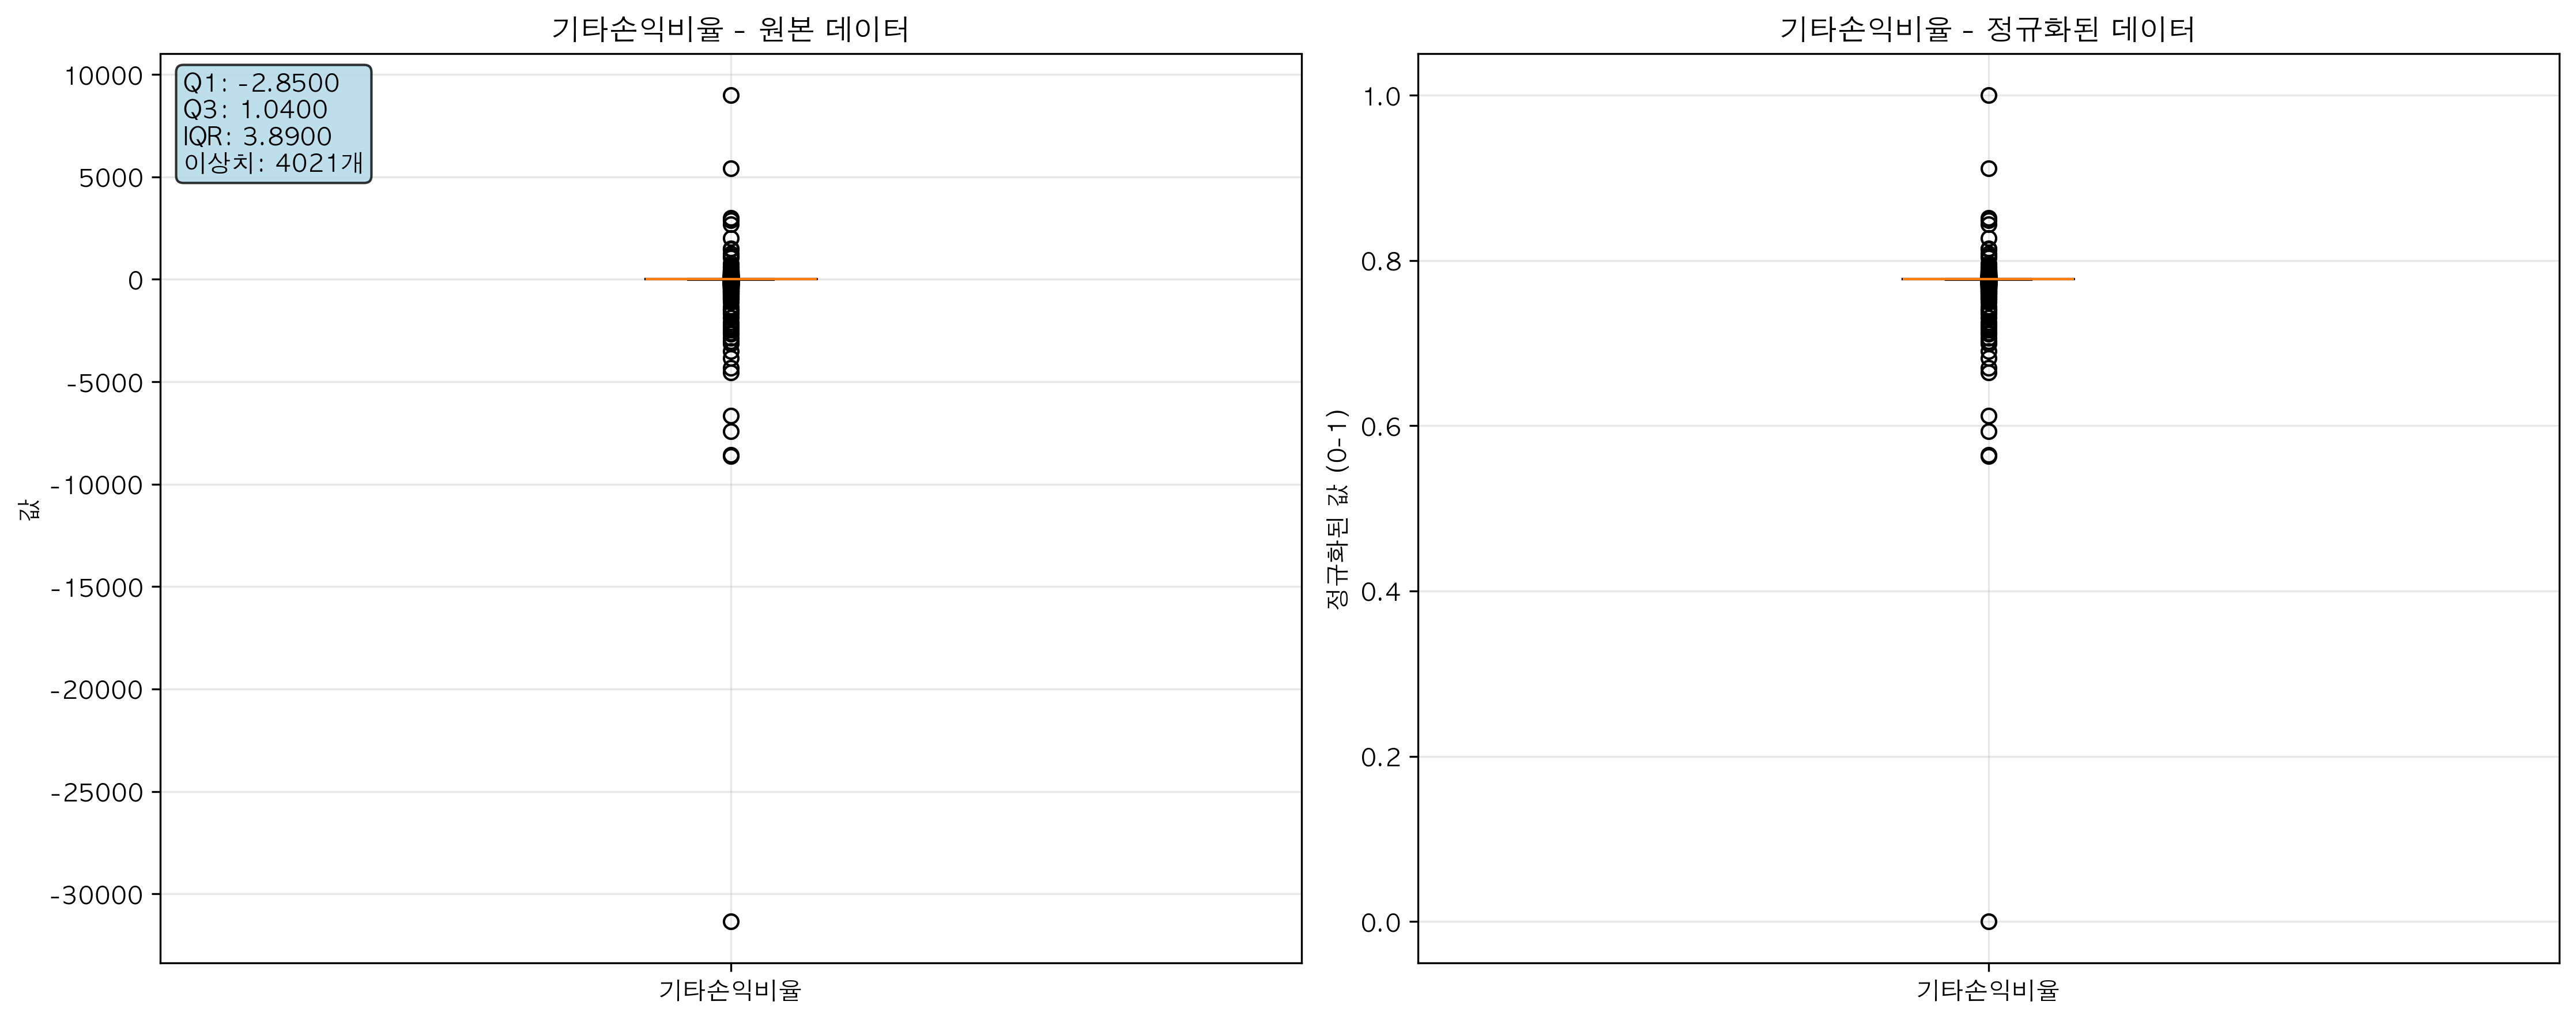 기타손익비율 - 원본 데이터
10000
5000
0
-5000
-10000
-15000
-20000
-25000
-30000
값
Q1: -2.8500
Q3: 1.0400
IQR: 3.8900
이상치: 4021개
기타손익비율
기타손익비율 - 정규화된 데이터
1.0
0.8
0.6
0.4
0.2
0.0
정규화된 값 (0-1)
기타손익비율